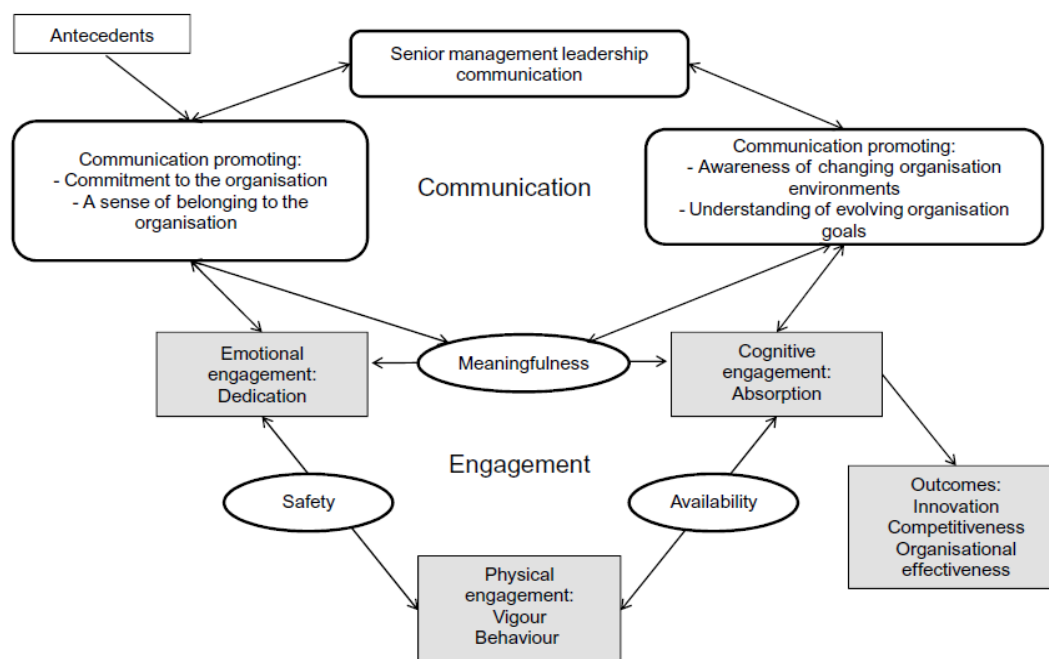 Antecedents
Senior management leadership
communication
Communication promoting:
- Commitment to the organisation
- A sense of belonging to the
organisation
Communication
Communication promoting:
- Awareness of changing organisation
environments
- Understanding of evolving organisation
goals
Emotional
engagement:
Dedication
Meaningfulness
Cognitive
engagement:
Absorption
Engagement
Safety
Availability
Outcomes:
Innovation
Competitiveness
Organisational
effectiveness
Physical
engagement:
Vigour
Behaviour